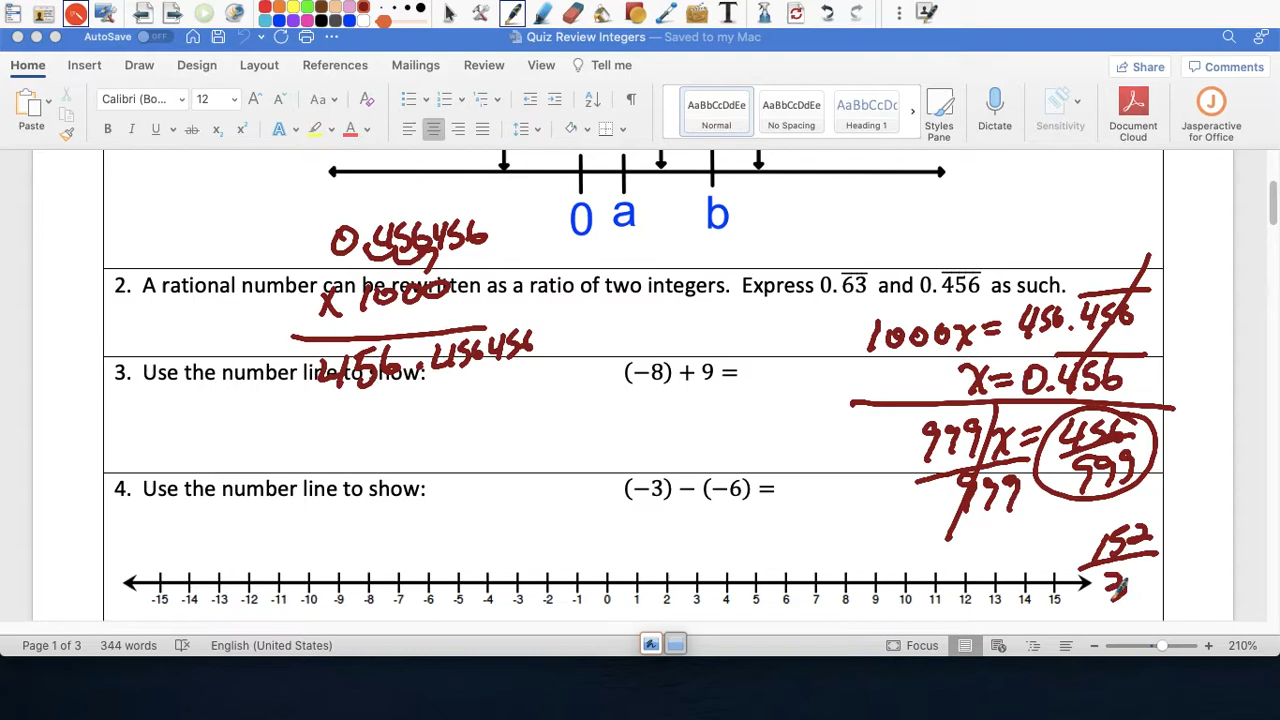 AutoSave OFF Quiz Review Integers — Saved to my Mac
Home Insert Draw Design Layout References Mailings Review View Tell me Share Comments
Paste Calibri (Bo... 12 Aa AaBbCcDdEe Normal AaBbCcDdEe No Spacing AaBbCcDc Heading 1 Styles Pane Dictate Sensitivity Document Cloud Jasperactive for Office
0 a b
0.456456
2. A rational number can be rewritten as a ratio of two integers. Express 0.6̅3̅ and 0.4̅5̅6̅ as such.
x 1000
456.456456
1000x = 456.456
3. Use the number line to show: (−8) + 9 =
x = 0.456
999x = 456
999 999
4. Use the number line to show: (−3) − (−6) =
152
3
-15 -14 -13 -12 -11 -10 -9 -8 -7 -6 -5 -4 -3 -2 -1 0 1 2 3 4 5 6 7 8 9 10 11 12 13 14 15
Page 1 of 3 344 words English (United States) Focus 210%